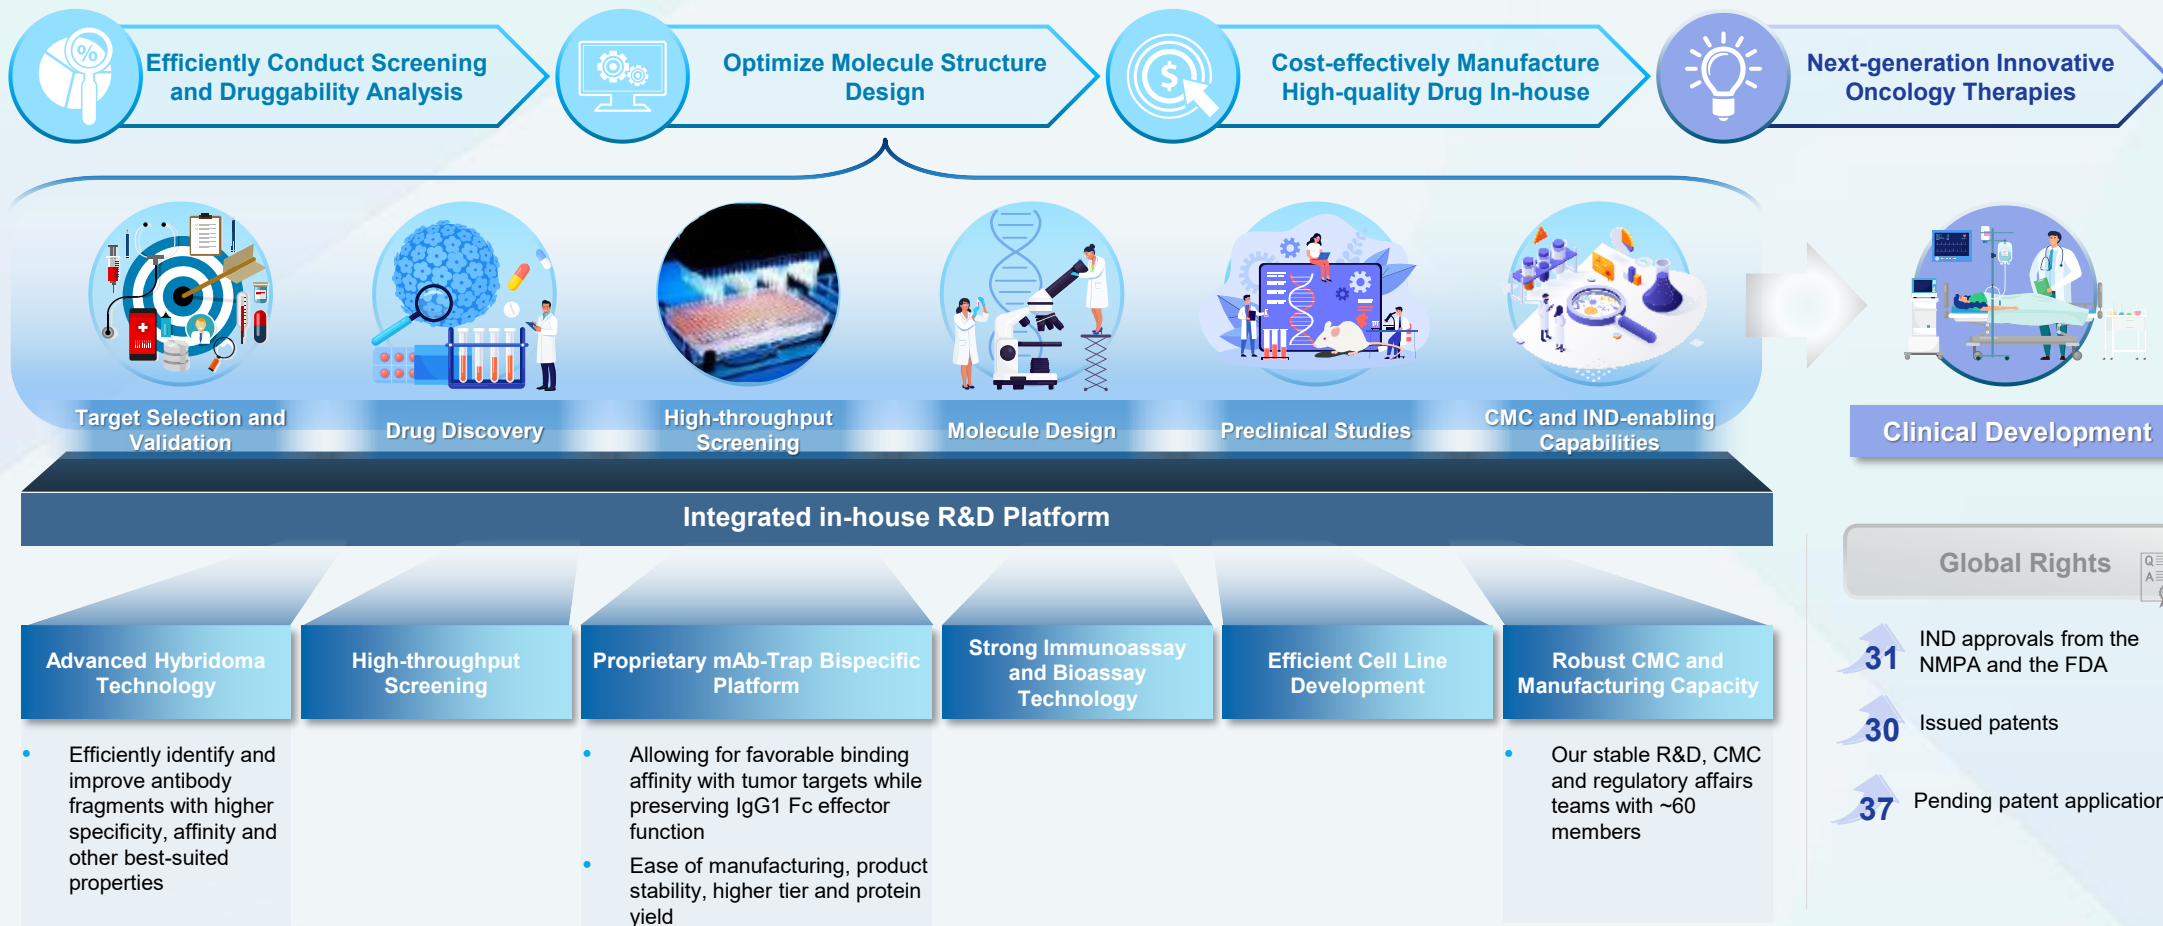 Efficiently Conduct Screening
and Druggability Analysis
Optimize Molecule Structure
Design
Cost-effectively Manufacture
High-quality Drug In-house
Next-generation Innovative
Oncology Therapies
%
$
Target Selection and
Validation
Drug Discovery
High-throughput
Screening
Molecule Design
Preclinical Studies
CMC and IND-enabling
Capabilities
Clinical Development
Integrated in-house R&D Platform
Advanced Hybridoma
Technology
High-throughput
Screening
Proprietary mAb-Trap Bispecific
Platform
Strong Immunoassay
and Bioassay
Technology
Efficient Cell Line
Development
Robust CMC and
Manufacturing Capacity
• Efficiently identify and
improve antibody
fragments with higher
specificity, affinity and
other best-suited
properties
• Allowing for favorable binding
affinity with tumor targets while
preserving IgG1 Fc effector
function
• Ease of manufacturing, product
stability, higher tier and protein
yield
• Our stable R&D, CMC
and regulatory affairs
teams with ~60
members
Global Rights
Q
A
31 IND approvals from the
NMPA and the FDA
30 Issued patents
37 Pending patent application